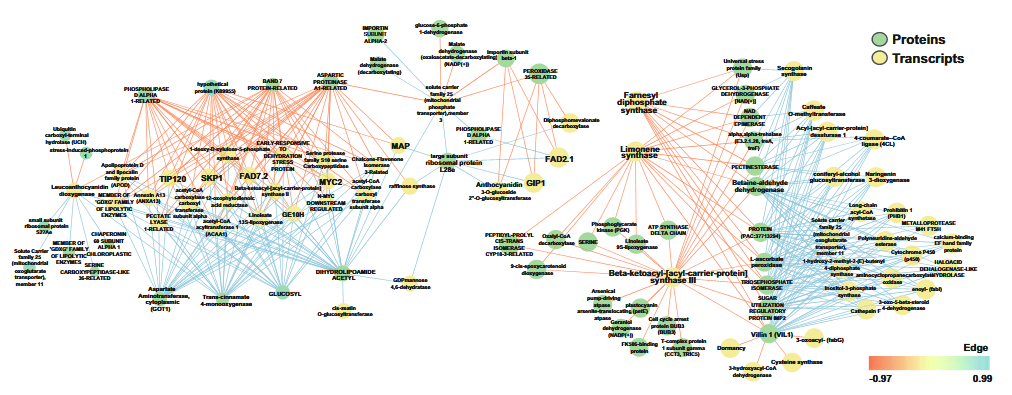 Proteins
Transcripts
IMPORTIN
SUBUNIT
ALPHA-2
glucose-6-phosphate
1-dehydrogenase
Malate
dehydrogenase
(decarboxylating)
Malate
dehydrogenase
(oxaloacetate-decarboxylating)
(NADP(+))
Importin subunit
beta-1
PEROXIDASE
35-RELATED
PHOSPHOLIPASE
D ALPHA
1-RELATED
hypothetical
protein (K09955)
BAND 7
PROTEIN-RELATED
ASPARTIC
PROTEINASE
A1-RELATED
solute carrier
family 25
(mitochondrial
phosphate
transporter),member
3
PHOSPHOLIPASE
D ALPHA
1-RELATED
Diphosphomevalonate
decarboxylase
Ubiquitin
carboxyl-terminal
hydrolase (UCH)
stress-induced-phosphoprotein
1
1-deoxy-D-xylulose-5-phosphate
synthase
EARLY-RESPONSIVE
TO
DEHYDRATION
STRESS
PROTEIN
Serine protease
family S10 serine
Carboxypeptidase
MAP
Chalcone-Flavonone
Isomerase
3-Related
large subunit
ribosomal protein
L28e
FAD2.1
Apolipoprotein D
and lipocalin
family protein
(APOD)
TIP120
SKP1
FAD7.2
MYC2
raffinose synthase
Anthocyanidin
3-O-glucoside
2"-O-glucosyltransferase
GIP1
Leucoanthocyanidin
dioxygenase
Annexin A13
(ANXA13)
acetyl-CoA
carboxylase
carboxyl transferase
subunit alpha
12-oxophytodienoic
acid reductase
Beta-ketoacyl-[acyl-carrier-protein]
synthase II
N-MYC
DOWNSTREAM
REGULATED
acetyl-CoA
carboxylase
carboxyl
transferase
subunit alpha
MEMBER OF
'GDXG' FAMILY
OF LIPOLYTIC
ENZYMES
PECTATE
LYASE
1-RELATED
acetyl-CoA
acyltransferase 1
(ACAA1)
Linoleate
13S-lipoxygenase
GE10H
small subunit
ribosomal protein
S27Ae
Solute Carrier
family 25
(mitochondrial
oxoglutarate
transporter),
member 11
MEMBER OF
'GDXG' FAMILY
OF LIPOLYTIC
ENZYMES
CHAPERONIN
60 SUBUNIT
ALPHA 1
CHLOROPLASTIC
SERINE
CARBOXYPEPTIDASE-LIKE
36-RELATED
Aspartate
Aminotransferase,
cytoplasmic
(GOT1)
Trans-cinnamate
4-monooxygenase
GLUCOSYL
DIHYDROLIPOAMIDE
ACETYL
GDPmannose
4,6-dehydratase
cis-zeatin
O-glucosyltransferase
Universal stress
protein family
(Usp)
Secogolanin
synthase
GLYCEROL-3-PHOSPHATE
DEHYDROGENASE
[NAD(+)]
Farnesyl
diphosphate
synthase
NAD
DEPENDENT
EPIMERASE
Caffeate
O-methyltransferase
alpha,alpha-trehalase
(E3.2.1.28, treA,
treF)
Acyl-[acyl-carrier-protein]
desaturase 1
4-coumarate--CoA
ligase (4CL)
Limonene
synthase
PECTINESTERASE
Betaine-aldehyde
dehydrogenase
coniferyl-alcohol
glucosyltransferase
Naringenin 3-
dioxygenase
Phosphoglycerate
kinase (PGK)
ATP SYNTHASE
DELTA CHAIN
PEPTIDYL-PROLYL
CIS-TRANS
ISOMERASE
CYP18-3-RELATED
Oxalyl-CoA
decarboxylase
SERINE
Linoleate
9S-lipoxygenase
9-cis-epoxycarotenoid
dioxygenase
Beta-ketoacyl-[acyl-carrier-protein]
synthase III
PROTEIN
(PAC:37713294)
L-ascorbate
peroxidase
TRIOSEPHOSPHATE
ISOMERASE
SUGAR
UTILIZATION
REGULATORY
PROTEIN IMP2
Villin 1 (VIL1)
Solute carrier
family 25
(mitochondrial
oxoglutarate
transporter),
member 11
Long-chain
acyl-CoA
synthetase
Prohibitin 1
(PHB1)
METALLOPROTEASE
M41 FTSH
Polyneuridine-aldehyde
esterase
calcium-binding
EF hand family
protein
Cytochrome P458
(p458)
1-hydroxy-2-methyl-2-(E)-butenyl
4-diphosphate
synthase
HALOACID
DEHALOGENASE-LIKE
HYDROLASE
aminocyclopropanecarboxylate
oxidase
Inositol-3-phosphate
synthase
enoyl- (fabI)
3-oxo-5-beta-steroid
4-dehydrogenase
Cathepsin F
Arsenical
pump-driving
atpase
arsenite-translocating
atpase
plastocyanin
(petE)
Geraniol
dehydrogenase
(NADP(+))
Cell cycle arrest
protein BUB3
(BUB3)
FK506-binding
protein
T-complex protein
1 subunit gamma
(CCT3, TRIC5)
Dormancy
3-oxoacyl- (fabG)
Cysteine synthase
3-hydroxyacyl-CoA
dehydrogenase
Edge
-0.97
0.99